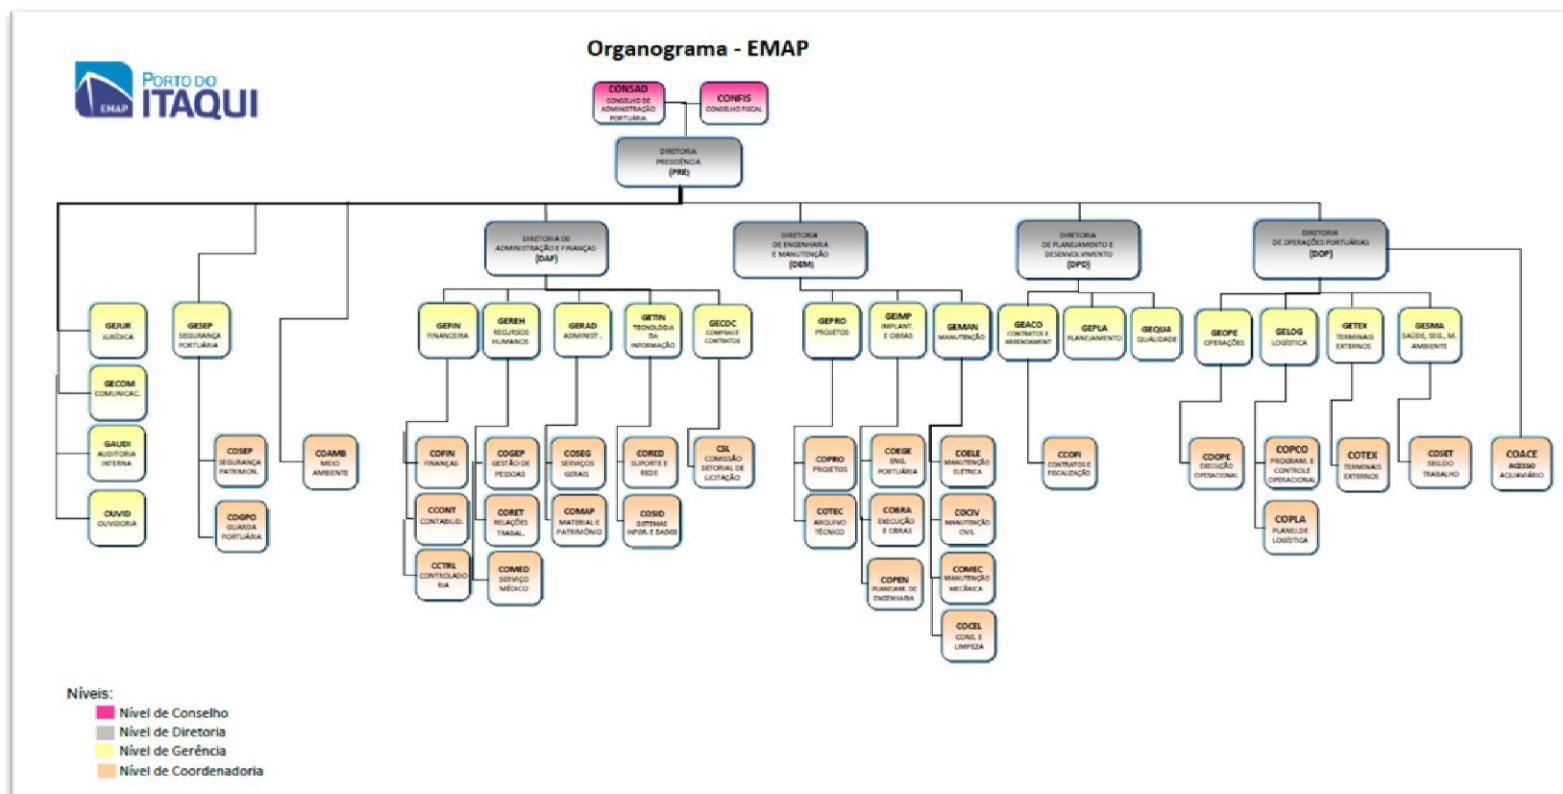 Organograma - EMAP
PORTO DO
ITAQUI
EMAP
CONSAD
CONSELHO DE
ADMINISTRAÇÃO
PORTUÁRIA
CONFIS
CONSELHO FISCAL
DIRETORIA
PRESIDÊNCIA
(PRE)
DIRETORIA DE
ADMINISTRAÇÃO E FINANÇAS
(DAF)
DIRETORIA
DE ENGENHARIA
E MANUTENÇÃO
(DEM)
DIRETORIA
DE PLANEJAMENTO E
DESENVOLVIMENTO
(DPD)
DIRETORIA
DE OPERAÇÕES PORTUÁRIAS
(DOP)
GEJUR
JURÍDICA
GECOM
COMUNICAC.
GAUDI
AUDITORIA
INTERNA
OUVID
OUVIDORIA
GESEP
SEGURANÇA
PORTUÁRIA
COSEP
SEGURANÇA
PATRIMON.
COGPO
GUARDA
PORTUÁRIA
COAMB
MEIO
AMBIENTE
GEFIN
FINANCEIRA
GEREH
RECURSOS
HUMANOS
GERAD
ADMINIST .
GETIN
TECNOLOGIA
DA
INFORMAÇÃO
GECOC
COMPRAS E
CONTRATOS
COFIN
FINANÇAS
CCONT
CONTABILID.
CCTRL
CONTROLADO
RIA
COGEP
GESTÃO DE
PESSOAS
CORET
RELAÇÕES
TRABAL.
COMED
SERVIÇO
MÉDICO
COSEG
SERVIÇOS
GERAIS
COMAP
MATERIAL E
PATRIMÔNIO
CORED
SUPORTE E
REDE
COSID
SISTEMAS
INFOR. E DADOS
CSL
COMISSÃO
SETORIAL DE
LICITAÇÃO
GEPRO
PROJETOS
GEIMP
IMPLANT.
E OBRAS
GEMAN
MANUTENÇÃO
COPRO
PROJETOS
COTEC
ARQUIVO
TÉCNICO
COEGE
ENG.
PORTUÁRIA
COBRA
EXECUÇÃO
E OBRAS
COPEN
PLANEJAM. DE
ENGENHARIA
COELE
MANUTENÇÃO
ELETRICA
COCIV
MANUTENÇÃO
CIVIL
COMEC
MANUTENÇÃO
MECÂNICA
COCEL
CONS. E
LIMPEZA
GEACO
CONTRATOS E
ARRENDAMENT
GEPLA
PLANEJAMENTO
GEQUA
QUALIDADE
CCOFI
CONTRATOS E
FISCALIZAÇÃO
GEOPE
OPERAÇÕES
GELOG
LOGÍSTICA
GETEX
TERMINAIS
EXTERNOS
GESMA
SAÚDE, SEG., M.
AMBIENTE
COOPE
EXECUÇÃO
OPERACIONAL
COPCO
PROGRAM. E
CONTROLE
OPERACIONAL
COPLA
PLANEJ.DE
LOGÍSTICA
COTEX
TERMINAIS
EXTERNOS
COSET
SEG.DO
TRABALHO
COACE
ACESSO
AQUAVIÁRIO
Níveis:
Nível de Conselho
Nível de Diretoria
Nível de Gerência
Nível de Coordenadoria